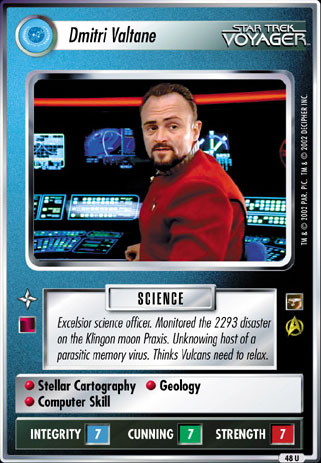 Dmitri Valtane
STAR TREK
VOYAGER
TM & © 2002 PAR. PIC. TM & © 2002 DECIPHER INC.
SCIENCE
Excelsior science officer. Monitored the 2293 disaster
on the Klingon moon Praxis. Unknowing host of a
parasitic memory virus. Thinks Vulcans need to relax.
Stellar Cartography Geology
Computer Skill
INTEGRITY 7 CUNNING 7 STRENGTH 7
48 U